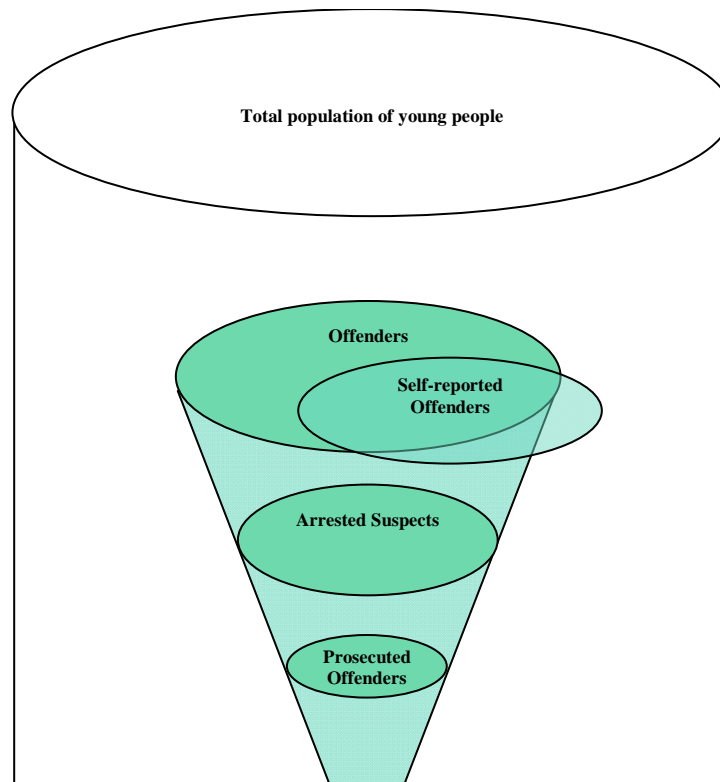 Total population of young people
Offenders
Self-reported
Offenders
Arrested Suspects
Prosecuted
Offenders